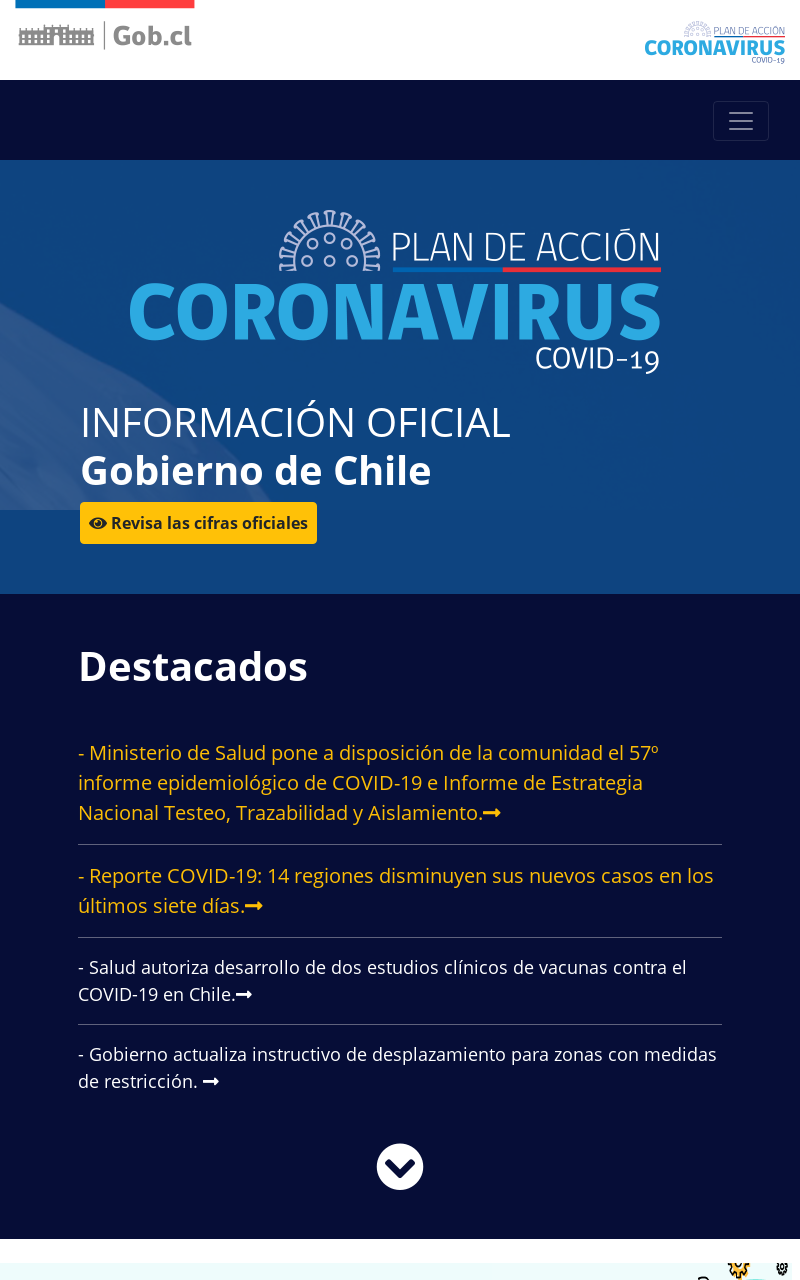 Gob.cl
PLAN DE ACCIÓN
CORONAVIRUS
COVID-19
PLAN DE ACCIÓN
CORONAVIRUS
COVID-19
INFORMACIÓN OFICIAL
Gobierno de Chile
Revisa las cifras oficiales
Destacados
- Ministerio de Salud pone a disposición de la comunidad el 57º
informe epidemiológico de COVID-19 e Informe de Estrategia
Nacional Testeo, Trazabilidad y Aislamiento.
- Reporte COVID-19: 14 regiones disminuyen sus nuevos casos en los
últimos siete días.
- Salud autoriza desarrollo de dos estudios clínicos de vacunas contra el
COVID-19 en Chile.
- Gobierno actualiza instructivo de desplazamiento para zonas con medidas
de restricción.